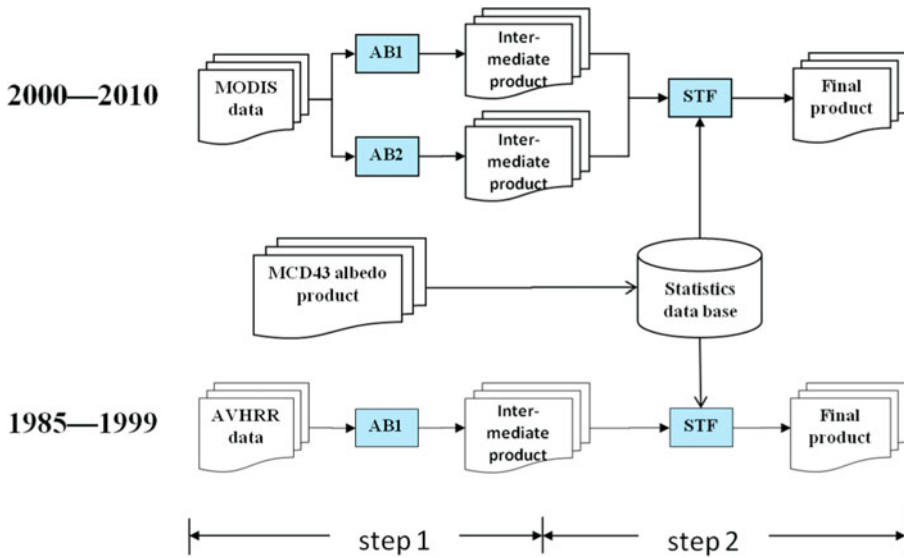 2000—2010
MODIS
data
AB1
Inter-
mediate
product
AB2
Inter-
mediate
product
STF
Final
product
MCD43 albedo
product
Statistics
data base
1985—1999
AVHRR
data
AB1
Inter-
mediate
product
STF
Final
product
step 1
step 2